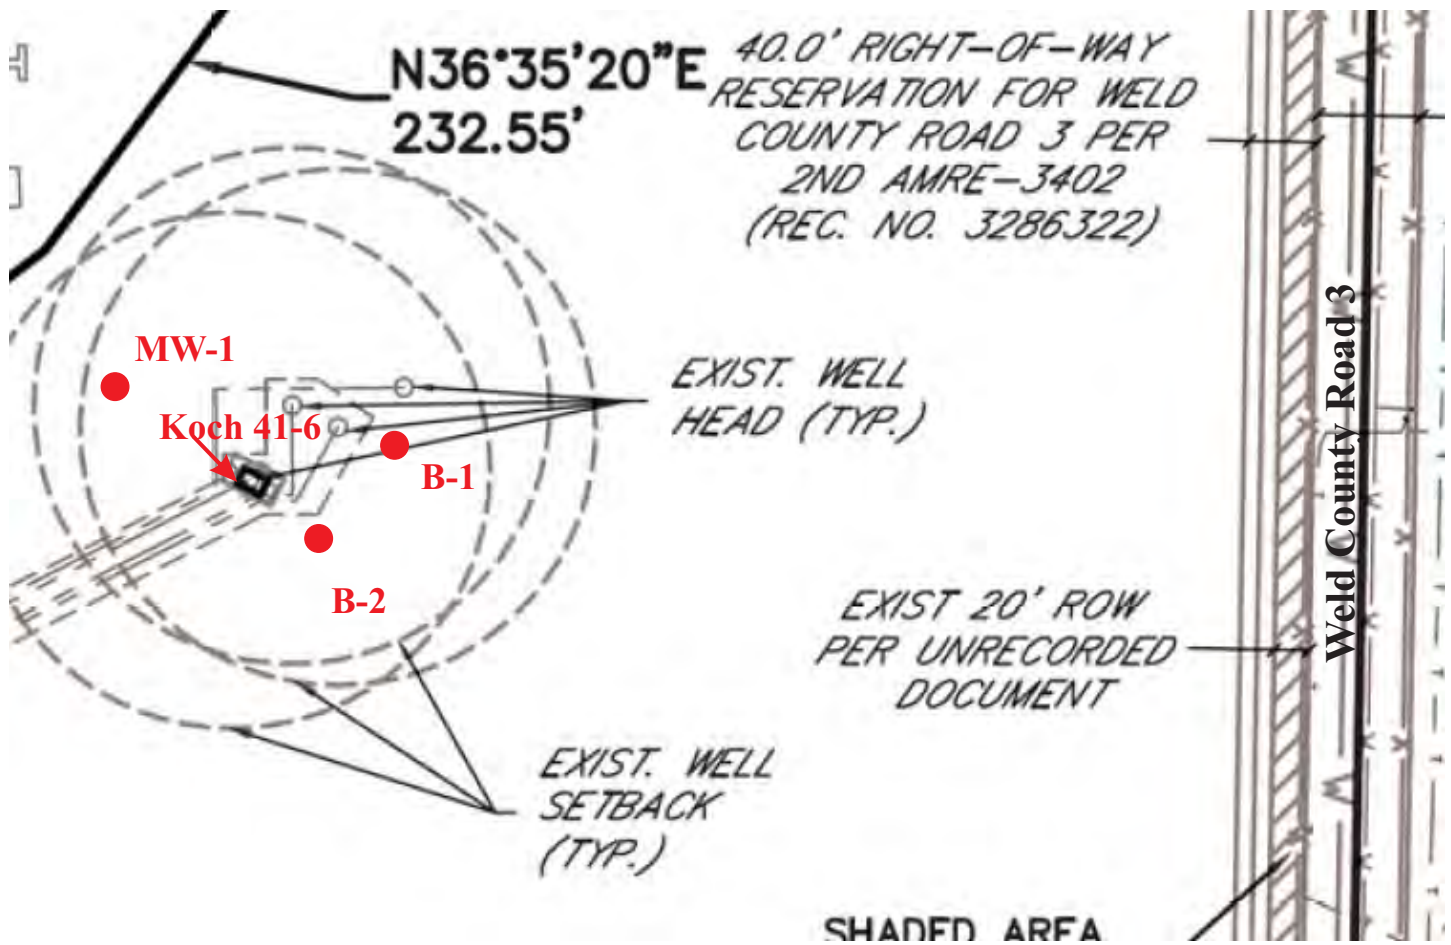 N36°35'20"E
232.55'
40.0' RIGHT-OF-WAY
RESERVATION FOR WELD
COUNTY ROAD 3 PER
2ND AMRE-3402
(REC. NO. 3286322)
MW-1
Koch 41-6
B-1
B-2
EXIST. WELL
HEAD (TYP.)
Weld County Road 3
EXIST 20' ROW
PER UNRECORDED
DOCUMENT
EXIST. WELL
SETBACK
(TYP.)
SHADED AREA
W
W
W
W